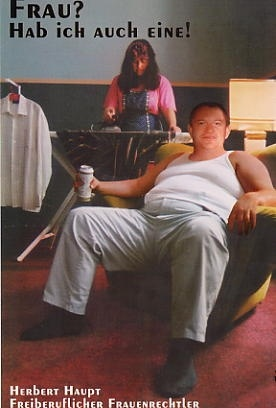 FRAU?
HAB ICH AUCH EINE!
HERBERT HAUPT
FREIBERUFLICHER FRAUENRECHTLER